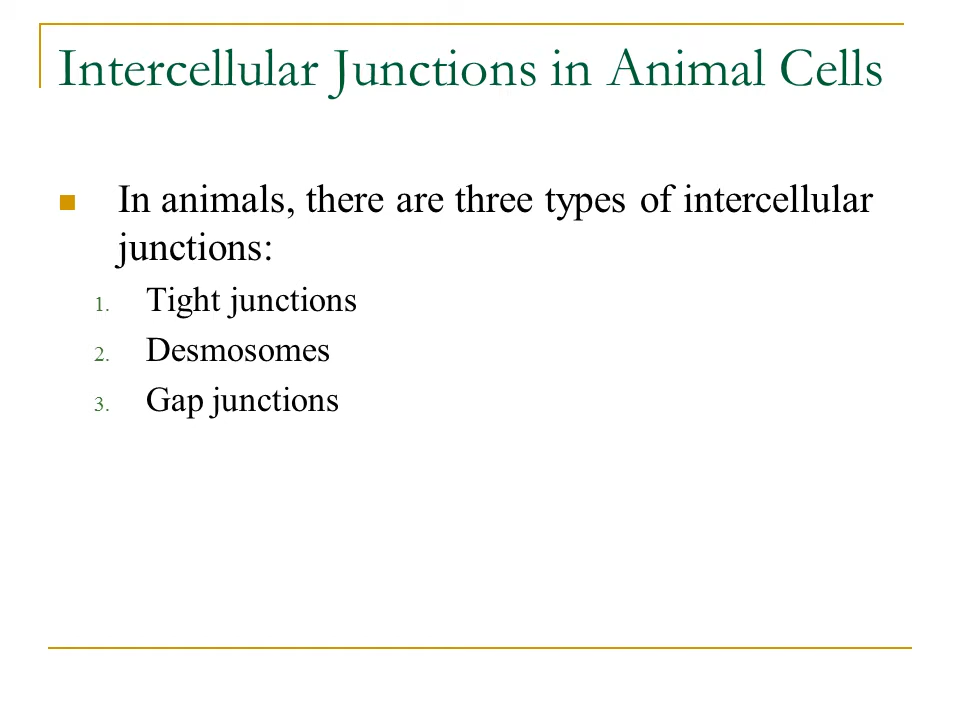 Intercellular Junctions in Animal Cells
In animals, there are three types of intercellular
junctions:
1. Tight junctions
2. Desmosomes
3. Gap junctions